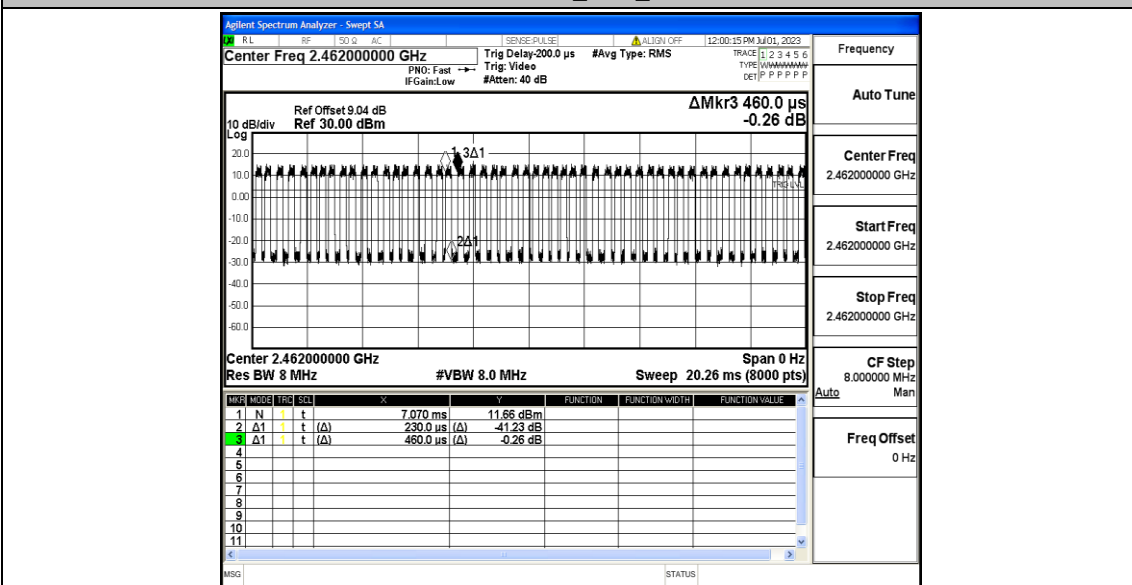 Agilent Spectrum Analyzer - Swept SA
RL RF 50 Ω AC SENSE:PULSE ALIGN OFF 12:00:15 PM Jul 01, 2023
Center Freq 2.462000000 GHz
Trig Delay-200.0 µs #Avg Type: RMS
TRACE 1 2 3 4 5 6
PNO: Fast Trig: Video
TYPE
IFGain:Low #Atten: 40 dB
DET P P P P P P
ΔMkr3 460.0 µs
-0.26 dB
Ref Offset 9.04 dB
10 dB/div Ref 30.00 dBm
Log
20.0
10.0
0.00
-10.0
-20.0
-30.0
-40.0
-50.0
-60.0
1 3Δ1
2Δ1
TRIG LVL
Center 2.462000000 GHz Span 0 Hz
Res BW 8 MHz #VBW 8.0 MHz Sweep 20.26 ms (8000 pts)
MKR MODE TRC SCL X Y FUNCTION FUNCTION WIDTH FUNCTION VALUE
1 N 1 t 7.070 ms 11.66 dBm
2 Δ1 1 t (Δ) 230.0 µs (Δ) -41.23 dB
3 Δ1 1 t (Δ) 460.0 µs (Δ) -0.26 dB
4
5
6
7
8
9
10
11
MSG STATUS
Frequency
Auto Tune
Center Freq
2.462000000 GHz
Start Freq
2.462000000 GHz
Stop Freq
2.462000000 GHz
CF Step
8.000000 MHz
Auto Man
Freq Offset
0 Hz